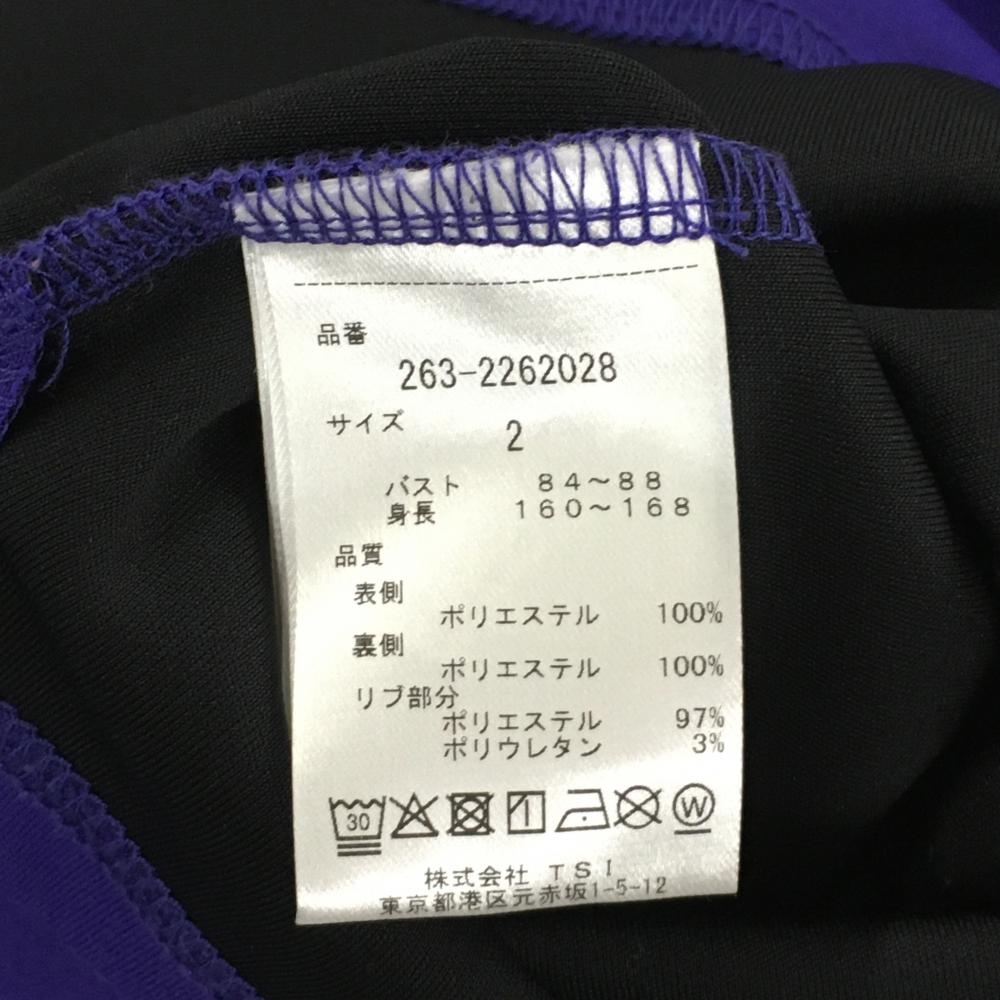 品番
263-2262028
サイズ
2
バスト 84～88
身長 160～168
品質
表側
ポリエステル 100%
裏側
ポリエステル 100%
リブ部分
ポリエステル 97%
ポリウレタン 3%
30 W
株式会社 TSI
東京都港区元赤坂1-5-12